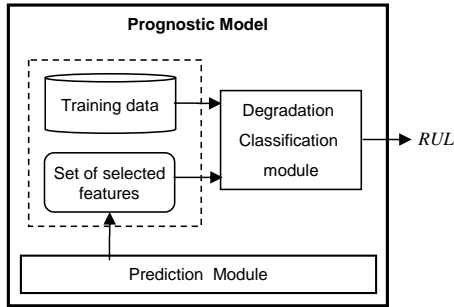 Prognostic Model
Training data
Set of selected
features
Degradation
Classification
module
RUL
Prediction Module